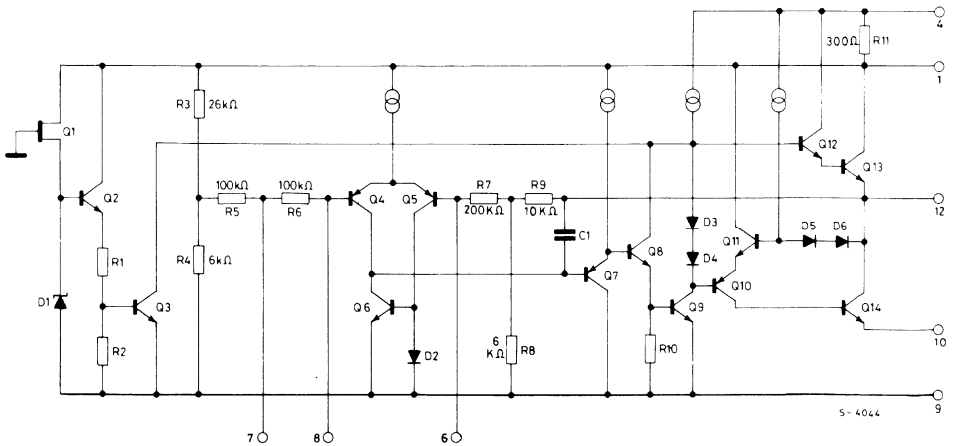 4
300Ω R11
1
R3 26kΩ
Q1
Q12
Q13
Q2
100kΩ
R5
100kΩ
R6
Q4
Q5
R7
200KΩ
R9
10KΩ
12
R4 6kΩ
C1
D3
D5 D6
Q11
Q8
D4
R1
Q7
Q10
D1
Q3
Q6
Q9
Q14
R2
D2
6
KΩ R8
R10
10
9
S-4044
7
8
6